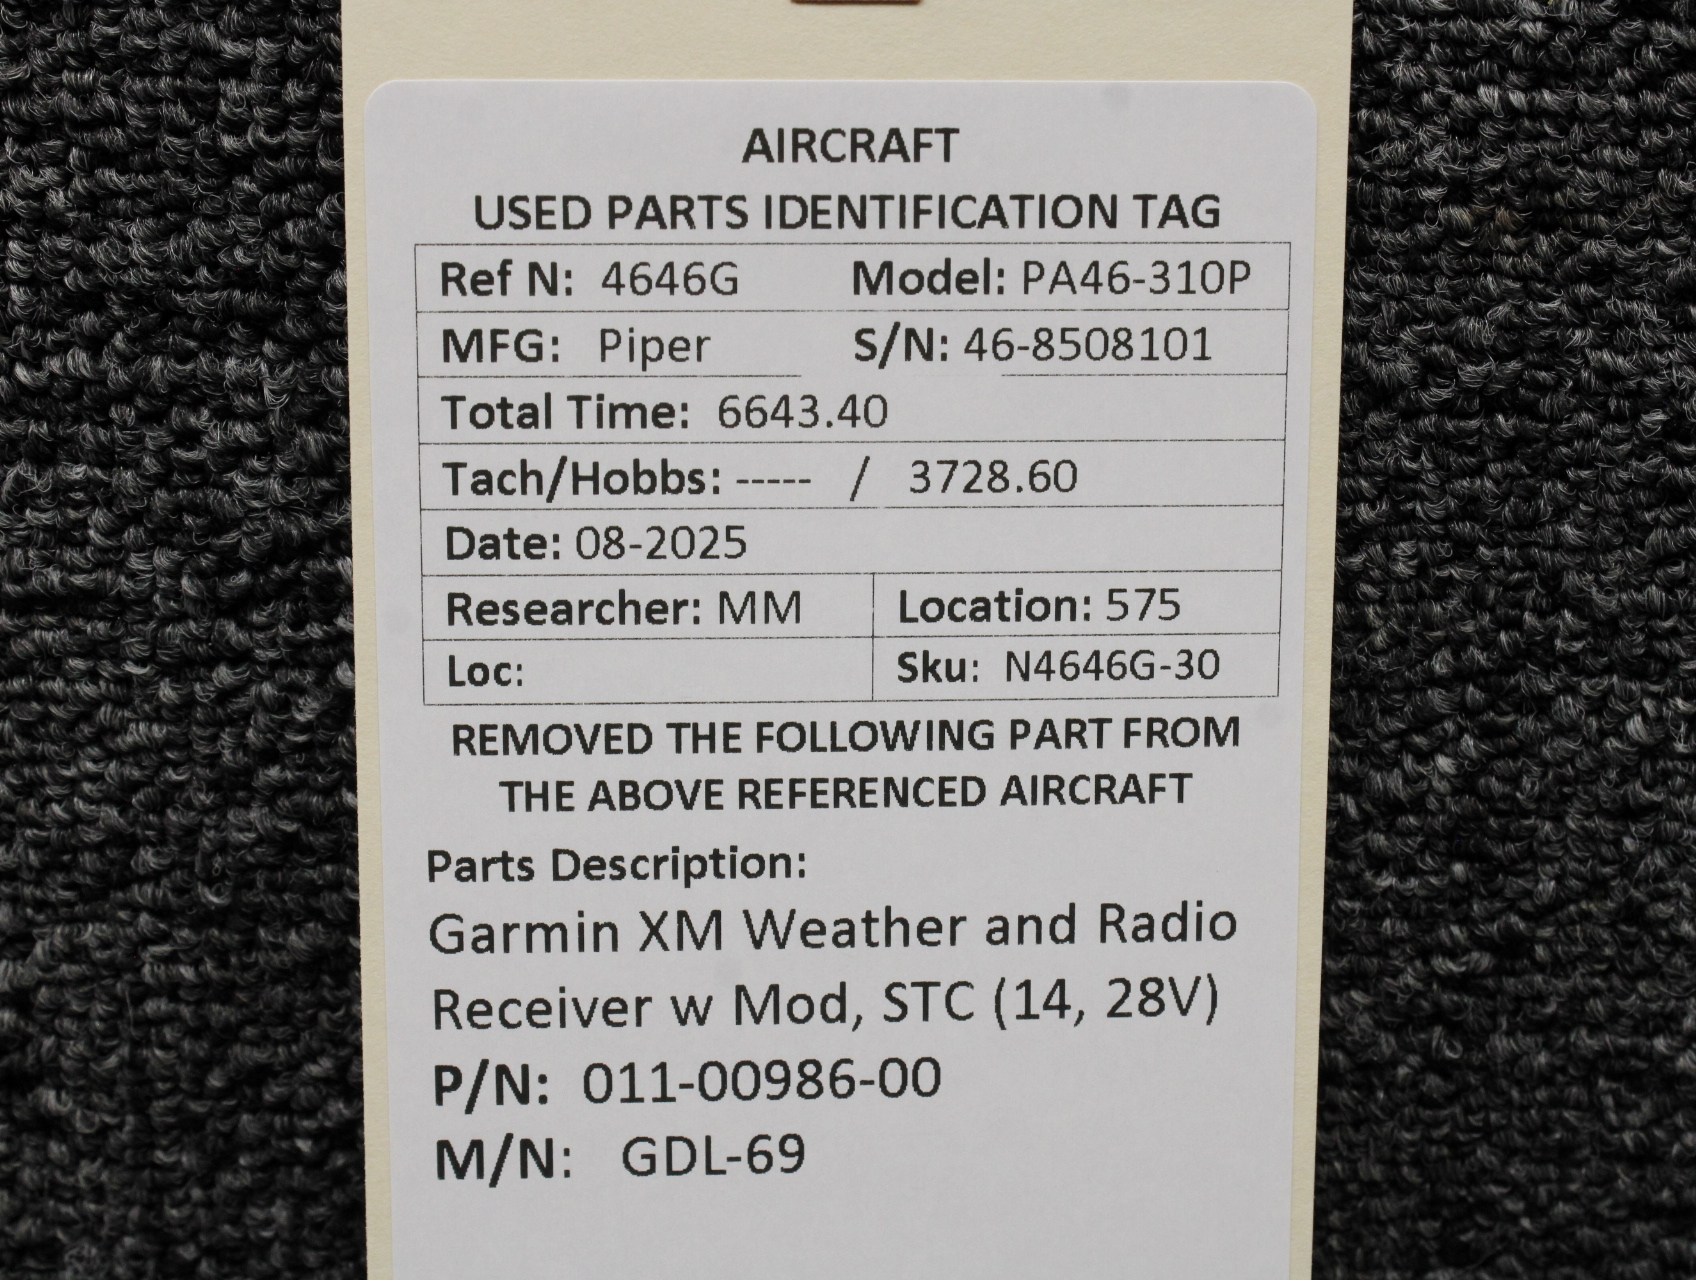 AIRCRAFT
USED PARTS IDENTIFICATION TAG
Ref N: 4646G Model: PA46-310P
MFG: Piper S/N: 46-8508101
Total Time: 6643.40
Tach/Hobbs: ----- / 3728.60
Date: 08-2025
Researcher: MM Location: 575
Loc: Sku: N4646G-30
REMOVED THE FOLLOWING PART FROM
THE ABOVE REFERENCED AIRCRAFT
Parts Description:
Garmin XM Weather and Radio
Receiver w Mod, STC (14, 28V)
P/N: 011-00986-00
M/N: GDL-69